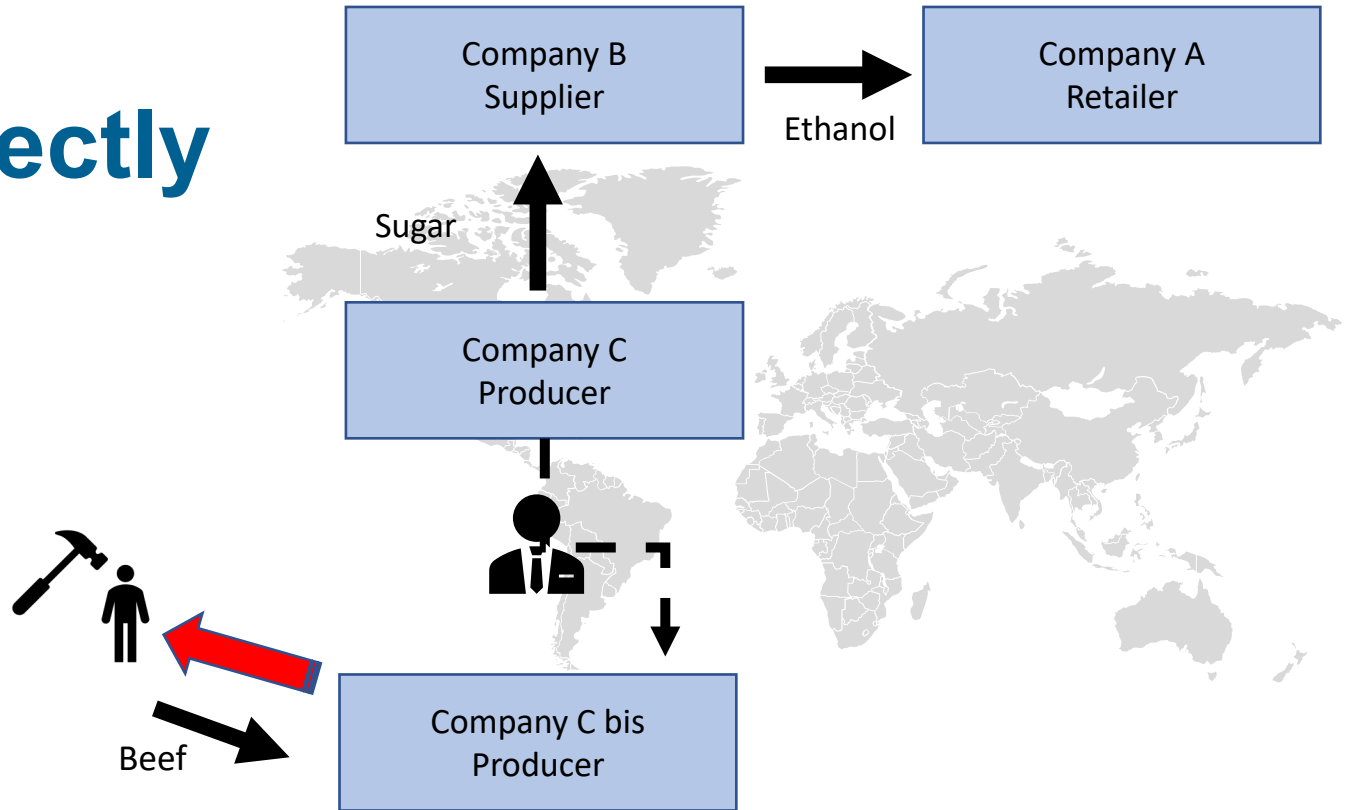 ectly
Company B
Supplier
Company A
Retailer
Ethanol
Sugar
Company C
Producer
Beef
Company C bis
Producer